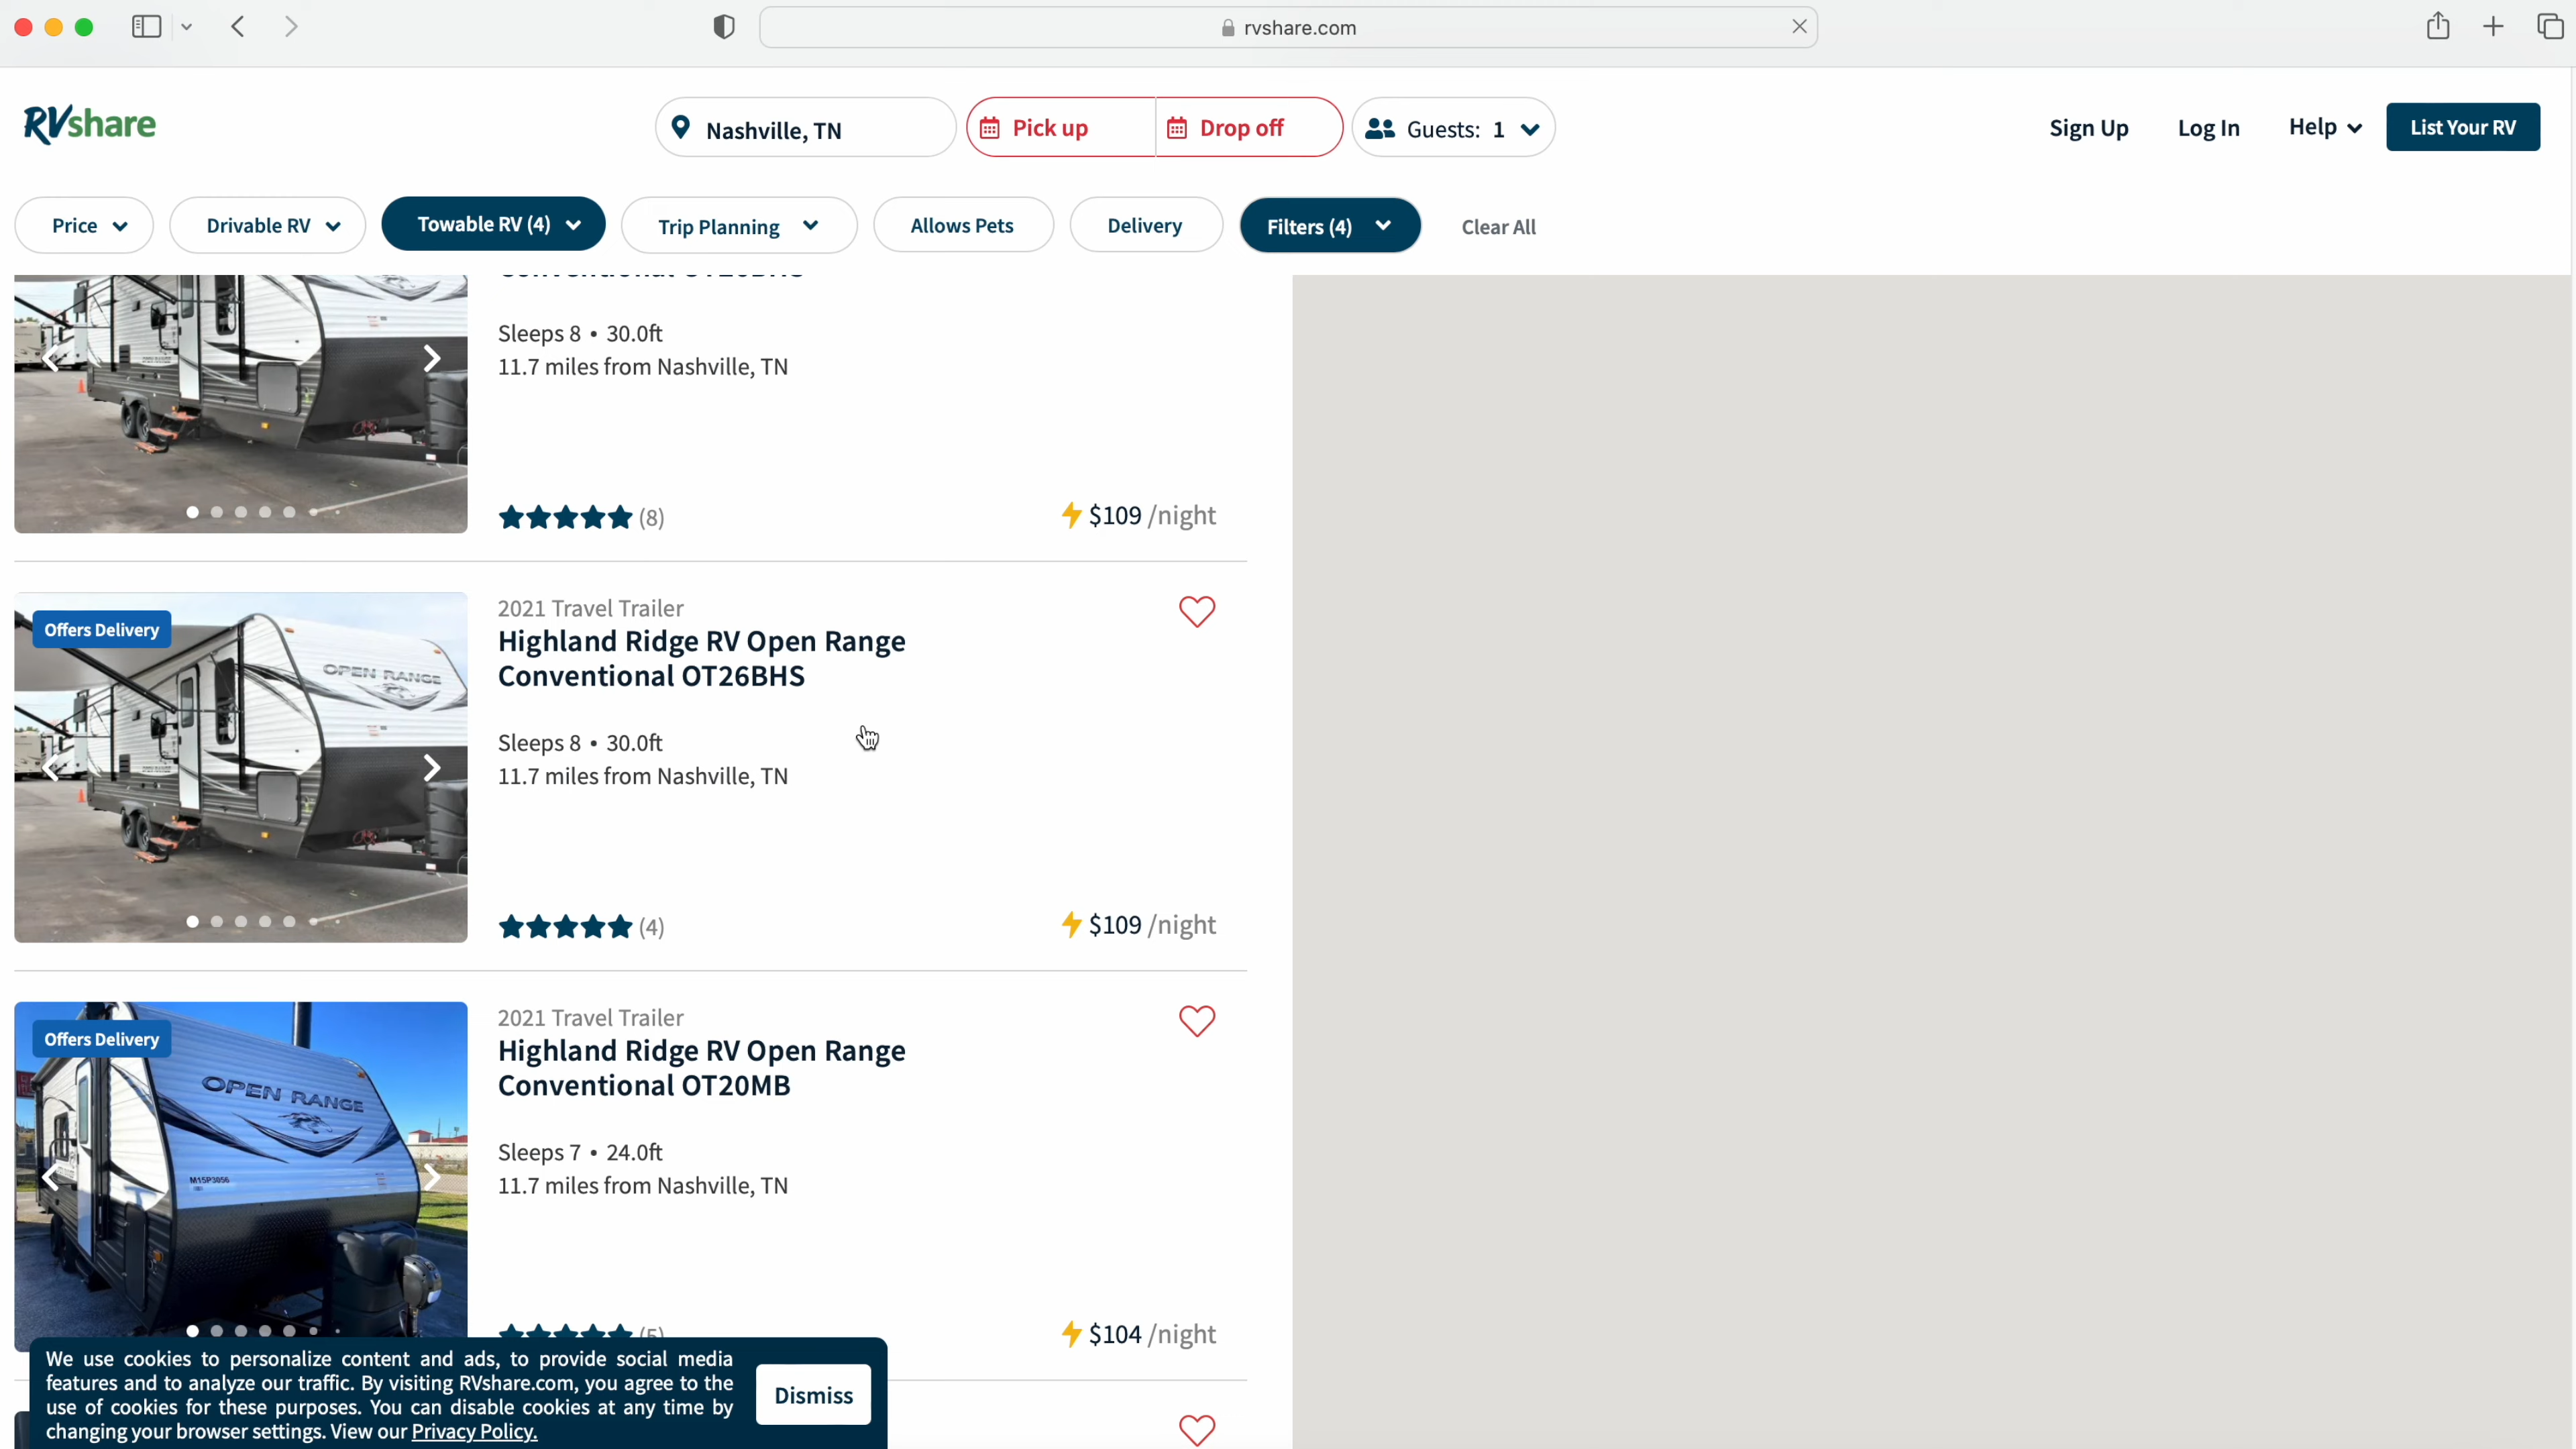 rvshare.com
RVshare
Nashville, TN
Pick up
Drop off
Guests: 1
Sign Up
Log In
Help
List Your RV
Price
Drivable RV
Towable RV (4)
Trip Planning
Allows Pets
Delivery
Filters (4)
Clear All
Sleeps 8 • 30.0ft
11.7 miles from Nashville, TN
(8)
$109 /night
Offers Delivery
OPEN RANGE
2021 Travel Trailer
Highland Ridge RV Open Range
Conventional OT26BHS
Sleeps 8 • 30.0ft
11.7 miles from Nashville, TN
(4)
$109 /night
Offers Delivery
OPEN RANGE
M15P3056
2021 Travel Trailer
Highland Ridge RV Open Range
Conventional OT20MB
Sleeps 7 • 24.0ft
11.7 miles from Nashville, TN
(5)
$104 /night
We use cookies to personalize content and ads, to provide social media
features and to analyze our traffic. By visiting RVshare.com, you agree to the
use of cookies for these purposes. You can disable cookies at any time by
changing your browser settings. View our Privacy Policy.
Dismiss